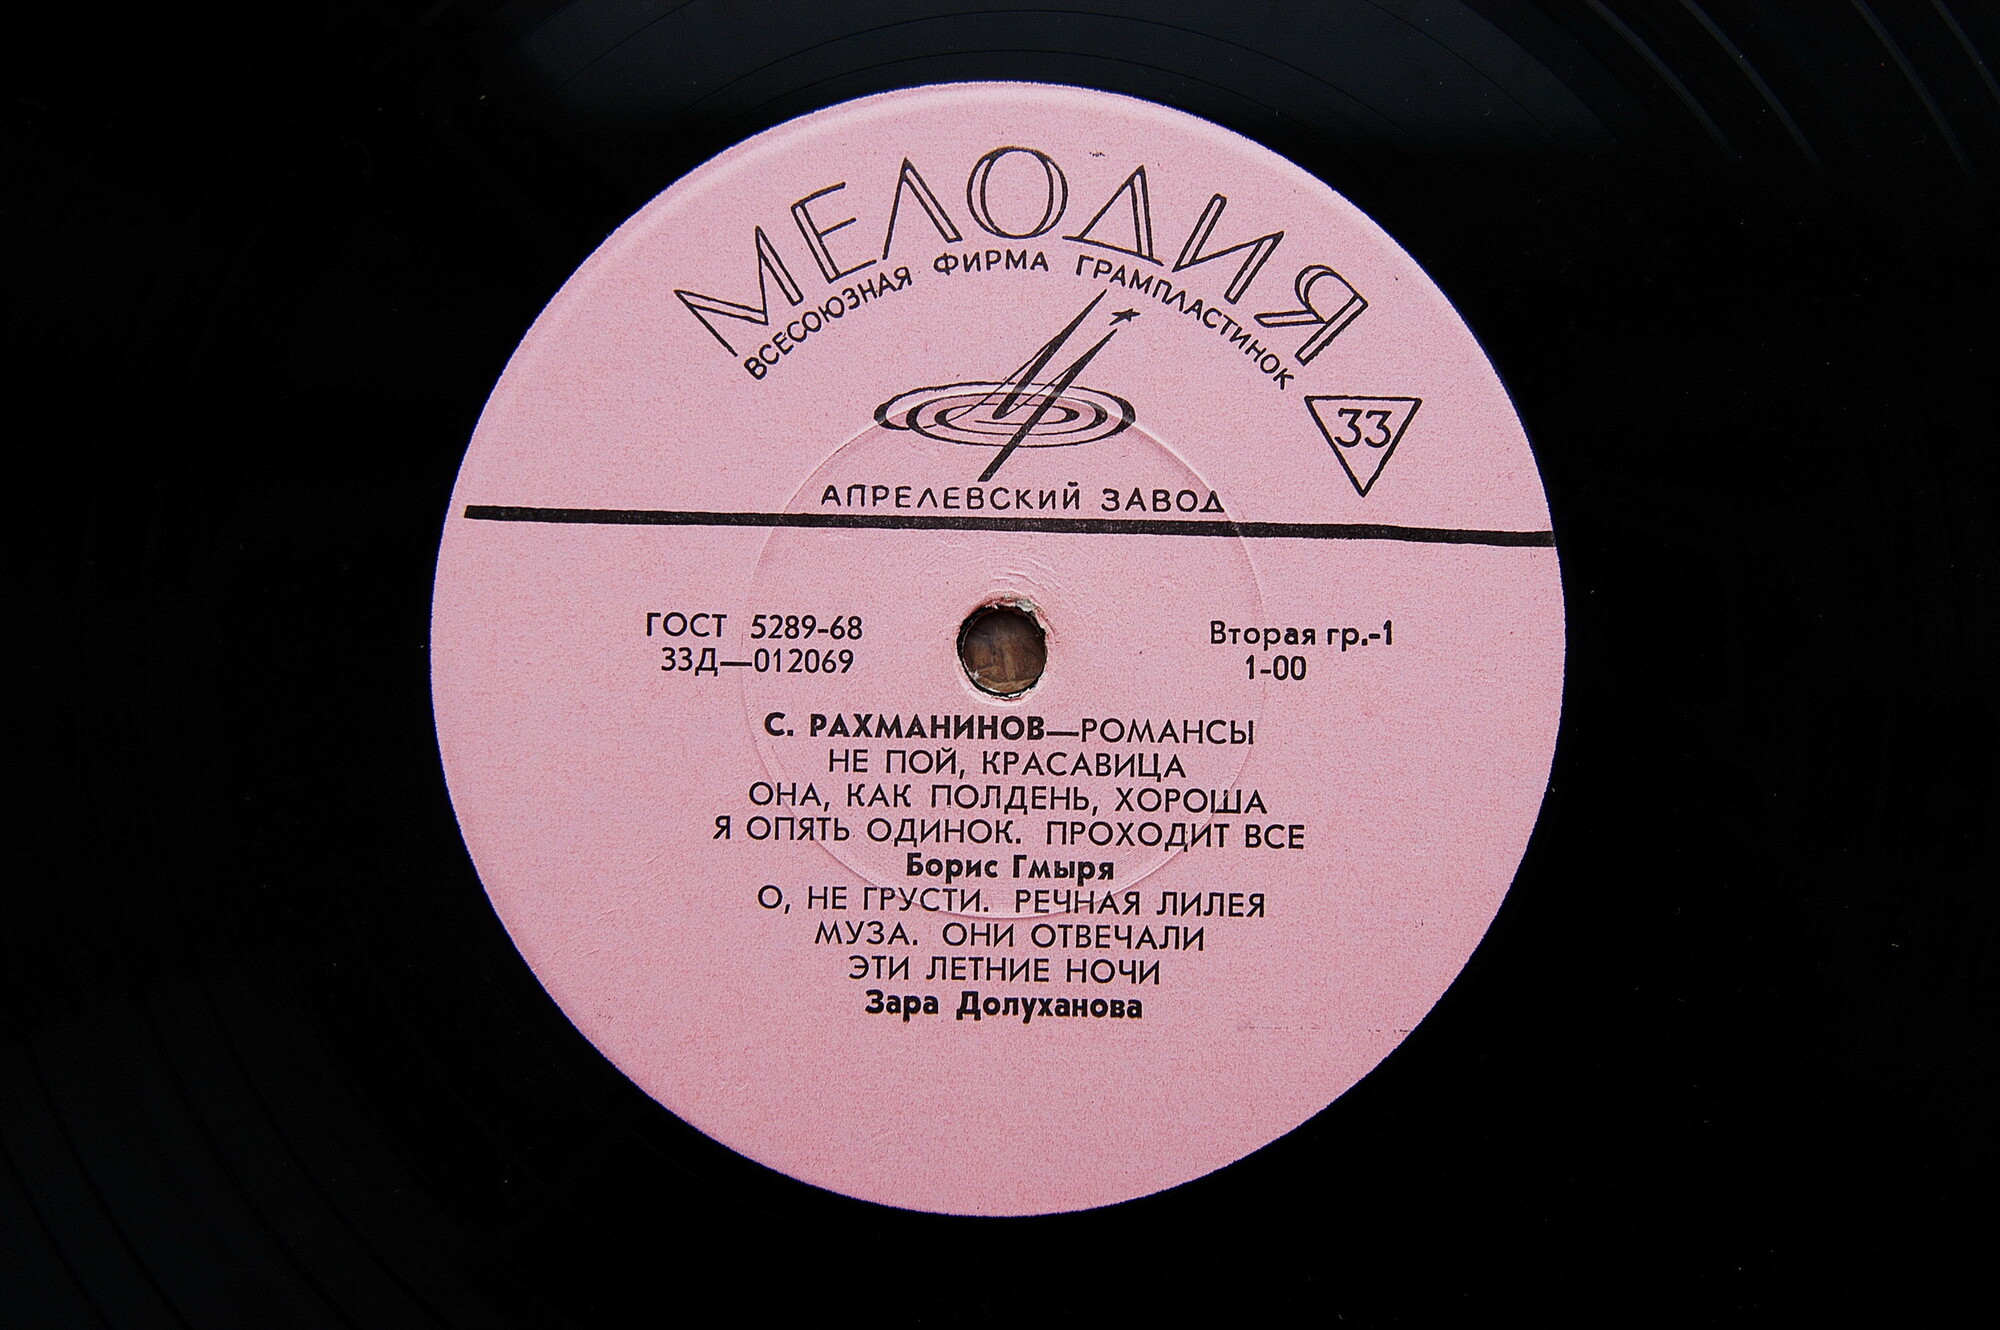 МЕЛОДИЯ
ВСЕСОЮЗНАЯ ФИРМА ГРАМПЛАСТИНОК
33
АПРЕЛЕВСКИЙ ЗАВОД
ГОСТ 5289-68
33Д—012069
Вторая гр.-1
1-00
С. РАХМАНИНОВ—РОМАНСЫ
НЕ ПОЙ, КРАСАВИЦА
ОНА, КАК ПОЛДЕНЬ, ХОРОША
Я ОПЯТЬ ОДИНОК. ПРОХОДИТ ВСЕ
Борис Гмыря
О, НЕ ГРУСТИ. РЕЧНАЯ ЛИЛЕЯ
МУЗА. ОНИ ОТВЕЧАЛИ
ЭТИ ЛЕТНИЕ НОЧИ
Зара Долуханова